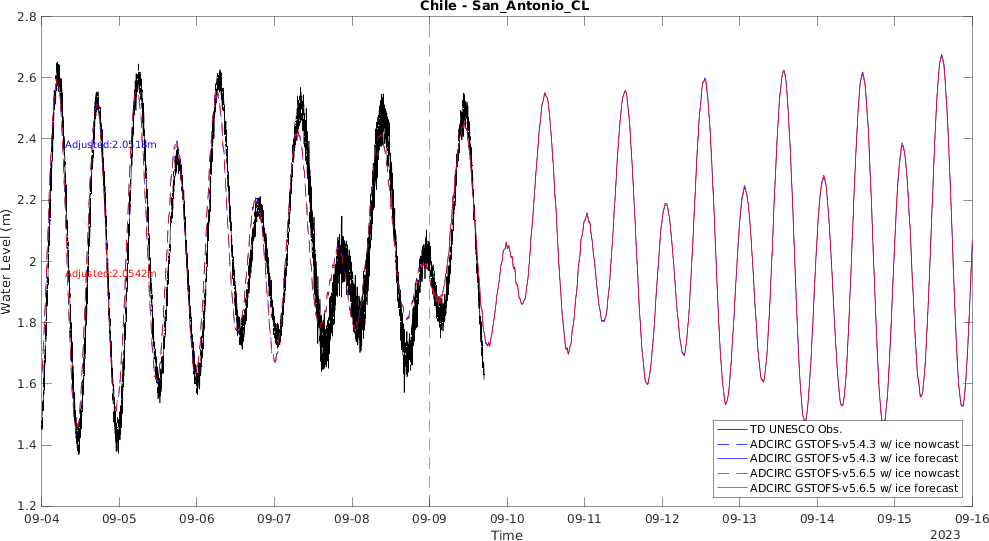 Chile - San_Antonio_CL
2.8
2.6
2.4
2.2
2
1.8
1.6
1.4
1.2
Water Level (m)
Adjusted:2.0518m
Adjusted:2.0542m
TD UNESCO Obs.
ADCIRC GSTOFS-v5.4.3 w/ ice nowcast
ADCIRC GSTOFS-v5.4.3 w/ ice forecast
ADCIRC GSTOFS-v5.6.5 w/ ice nowcast
ADCIRC GSTOFS-v5.6.5 w/ ice forecast
09-04 09-05 09-06 09-07 09-08 09-09 09-10 09-11 09-12 09-13 09-14 09-15 09-16
Time
2023